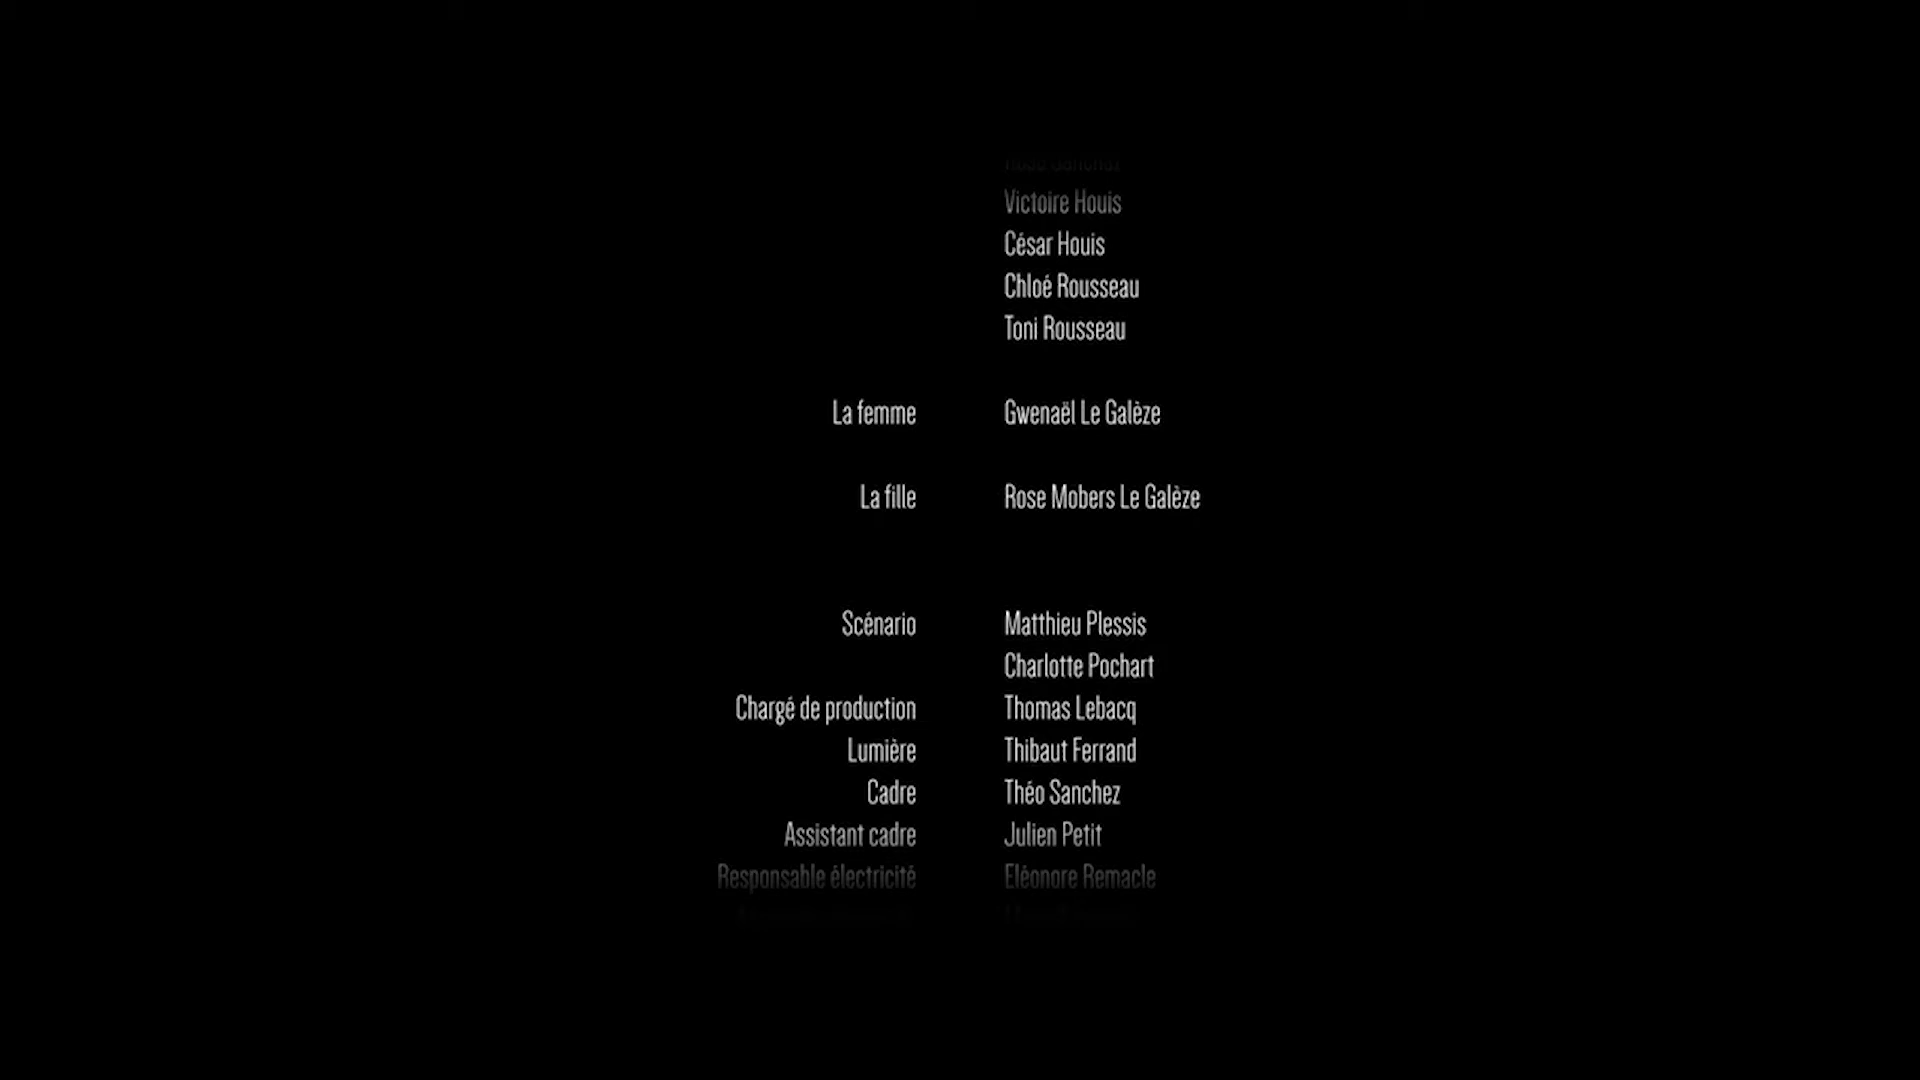 Victoire Houis
César Houis
Chloé Rousseau
Toni Rousseau
La femme Gwenaël Le Galèze
La fille Rose Mobers Le Galèze
Scénario Matthieu Plessis
Charlotte Pochart
Chargé de production Thomas Lebacq
Lumière Thibaut Ferrand
Cadre Théo Sanchez
Assistant cadre Julien Petit
Responsable électricité Eléonore Remacle